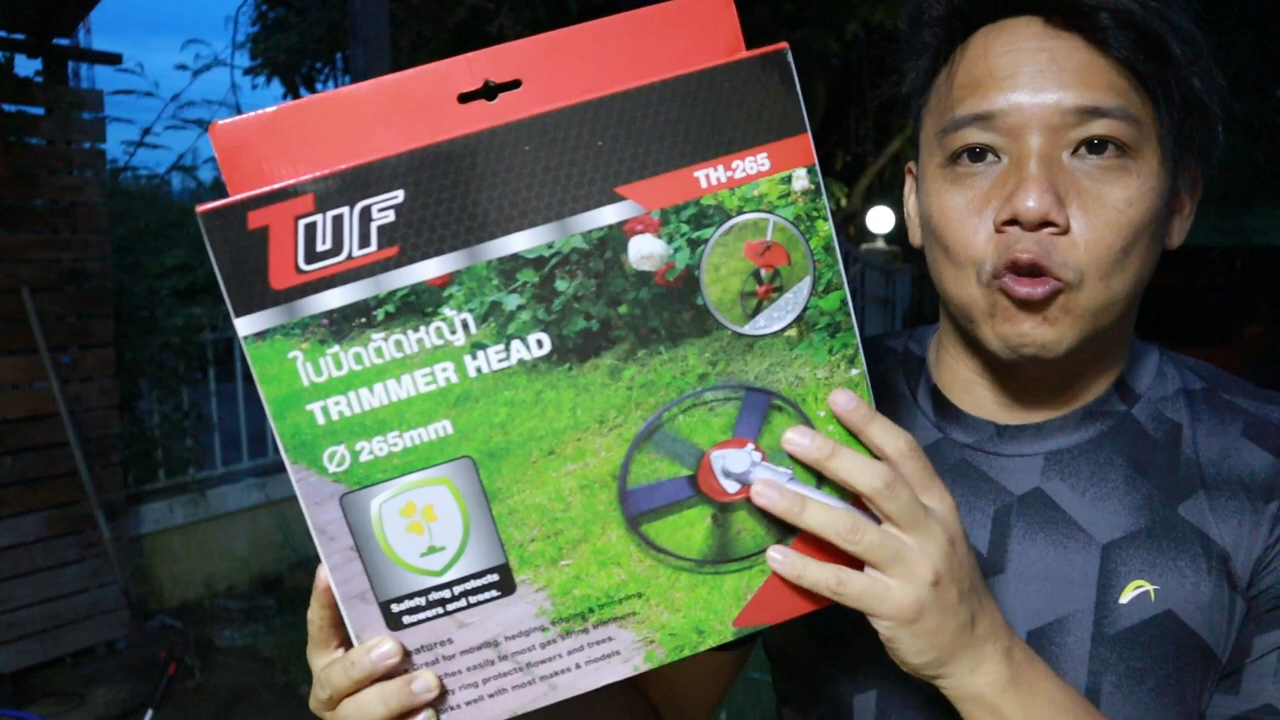 TUF
TH-265
ใบมีดตัดหญ้า
TRIMMER HEAD
Ø 265mm
Safety ring protects
flowers and trees.
eatures
Great for mowing, hedging, edging & trimming.
ches easily to most gas string trimmers.
ty ring protects flowers and trees.
orks well with most makes & models